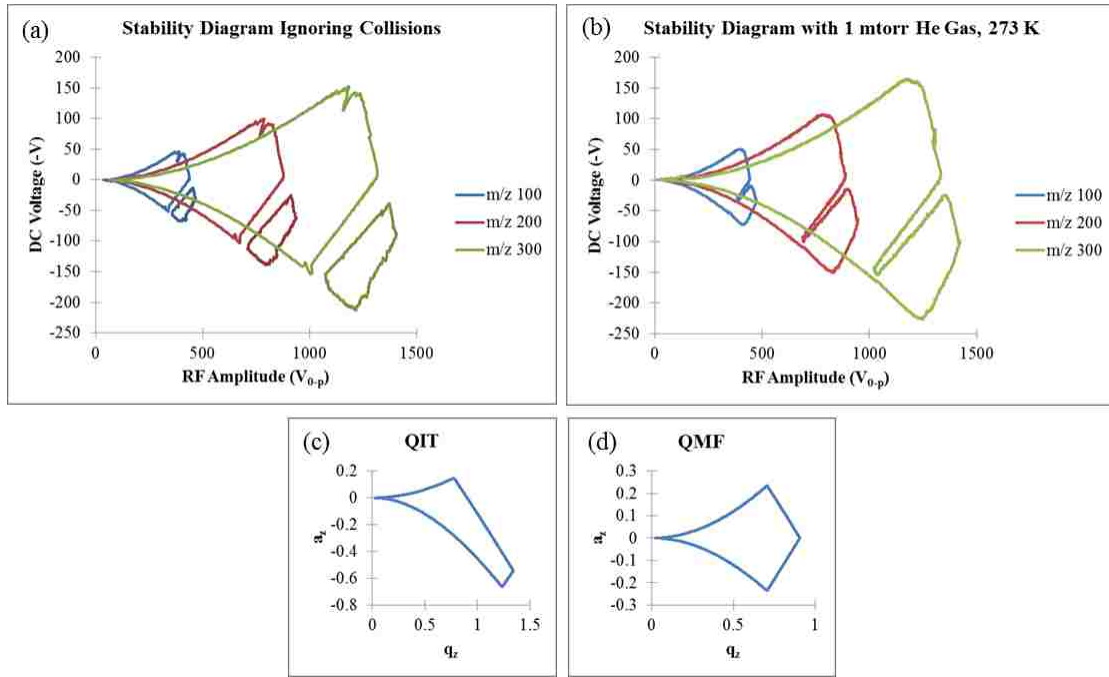 (a)
Stability Diagram Ignoring Collisions
200
150
100
50
0
-50
-100
-150
-200
-250
DC Voltage (-V)
0
500
1000
1500
RF Amplitude (V0-p)
m/z 100
m/z 200
m/z 300
(b)
Stability Diagram with 1 mtorr He Gas, 273 K
200
150
100
50
0
-50
-100
-150
-200
-250
DC Voltage (-V)
0
500
1000
1500
RF Amplitude (V0-p)
m/z 100
m/z 200
m/z 300
(c)
QIT
0.2
0
-0.2
-0.4
-0.6
-0.8
az
0
0.5
1
1.5
qz
(d)
QMF
0.3
0.2
0.1
0
-0.1
-0.2
-0.3
az
0
0.5
1
qz